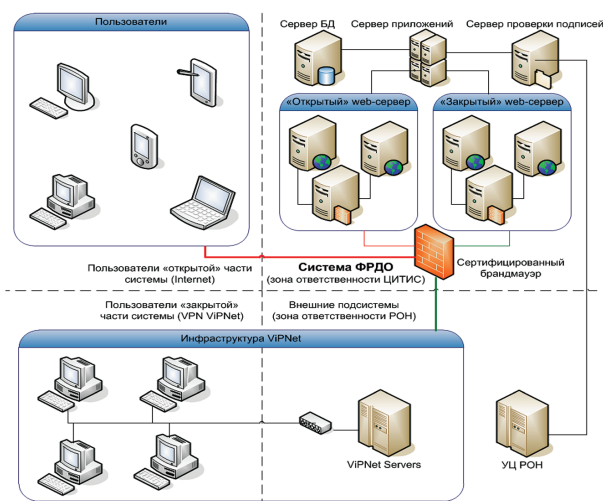 Пользователи
Сервер БД
Сервер приложений
Сервер проверки подписей
«Открытый» web-сервер
«Закрытый» web-сервер
Пользователи «открытой» части
системы (Internet)
Система ФРДО
(зона ответственности ЦИТИС)
Сертифицированный
брандмауэр
Пользователи «закрытой»
части системы (VPN ViPNet)
Внешние подсистемы
(зона ответственности РОН)
Инфраструктура ViPNet
ViPNet Servers
УЦ РОН